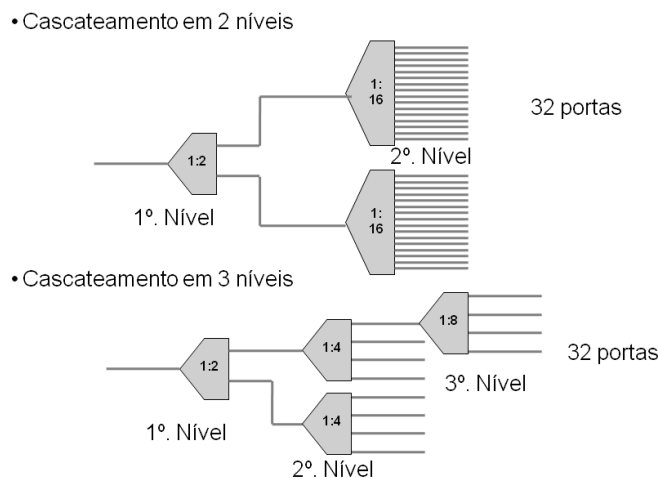 • Cascateamento em 2 níveis
1:
16
32 portas
2º. Nível
1:2
1º. Nível
1:
16
• Cascateamento em 3 níveis
1:8
1:4
32 portas
1:2
3º. Nível
1:4
1º. Nível
2º. Nível